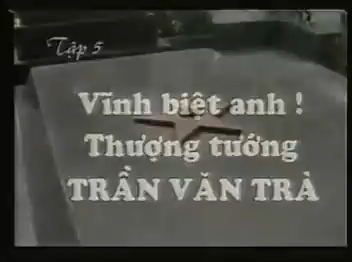 Tập 5
Vĩnh biệt anh !
Thượng tướng
TRẦN VĂN TRÀ